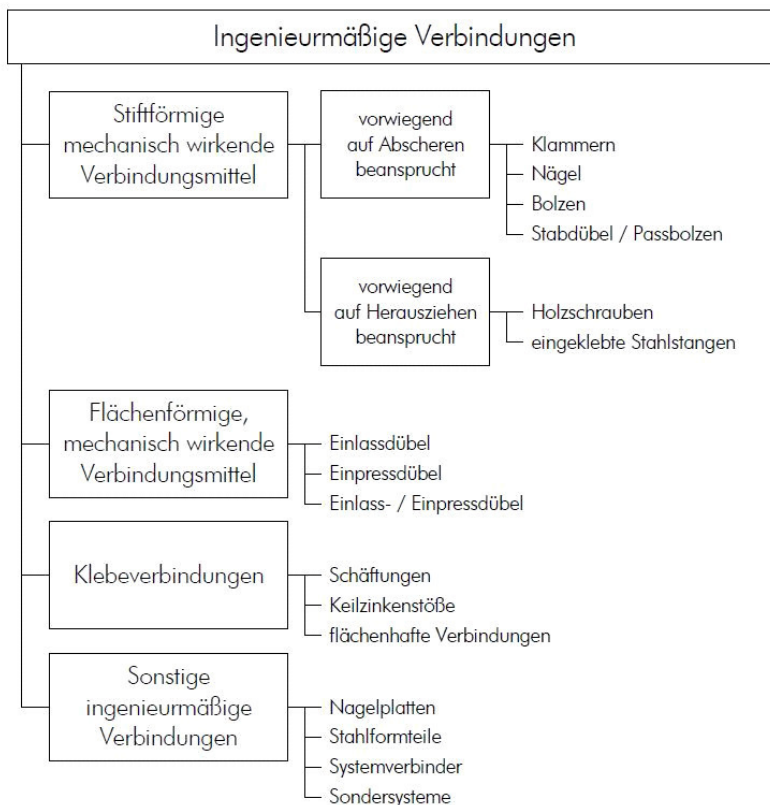 Ingenieurmäßige Verbindungen
Stiftförmige
mechanisch wirkende
Verbindungsmittel
vorwiegend
auf Abscheren
beansprucht
Klammern
Nägel
Bolzen
Stabdübel / Passbolzen
vorwiegend
auf Herausziehen
beansprucht
Holzschrauben
eingeklebte Stahlstangen
Flächenförmige,
mechanisch wirkende
Verbindungsmittel
Einlassdübel
Einpressdübel
Einlass- / Einpressdübel
Klebeverbindungen
Schäftungen
Keilzinkenstöße
flächenhafte Verbindungen
Sonstige
ingenieurmäßige
Verbindungen
Nagelplatten
Stahlformteile
Systemverbinder
Sondersysteme